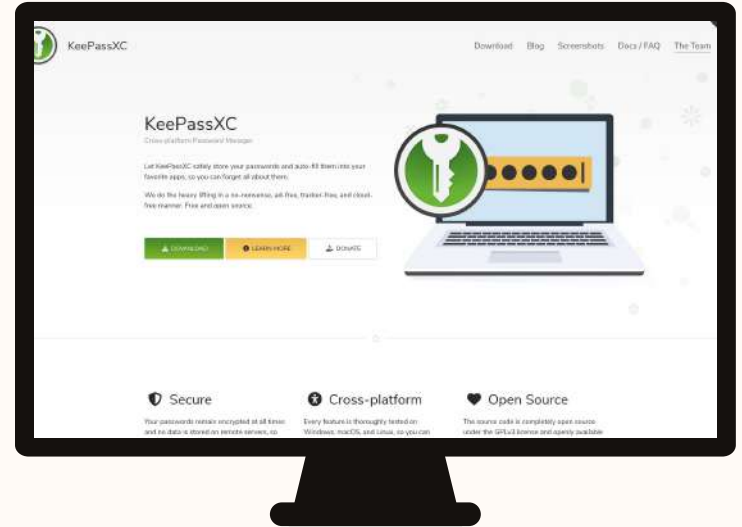 KeePassXC
Download Blog Screenshots Docs / FAQ The Team
KeePassXC
Cross-platform Password Manager
Let KeePassXC safely store your passwords and auto-fill them into your
favorite apps, so you can forget all about them.
We do the heavy lifting in a no-nonsense, ad-free, tracker-free, and cloud-
free manner. Free and open source.
DOWNLOAD LEARN MORE DONATE
Secure
Your passwords remain encrypted at all times
and no data is stored on remote servers, so
Cross-platform
Every feature is thoroughly tested on
Windows, macOS, and Linux, so you can
Open Source
The source code is completely open source
under the GPLv3 license and openly available